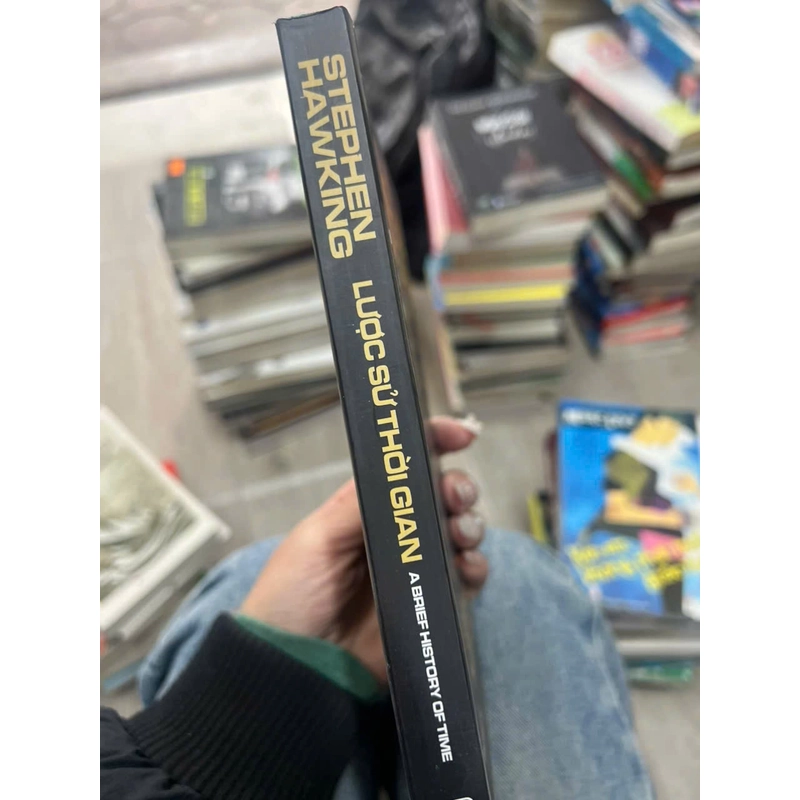 STEPHEN
HAWKING
LƯỢC SỬ THỜI GIAN
A BRIEF HISTORY OF TIME